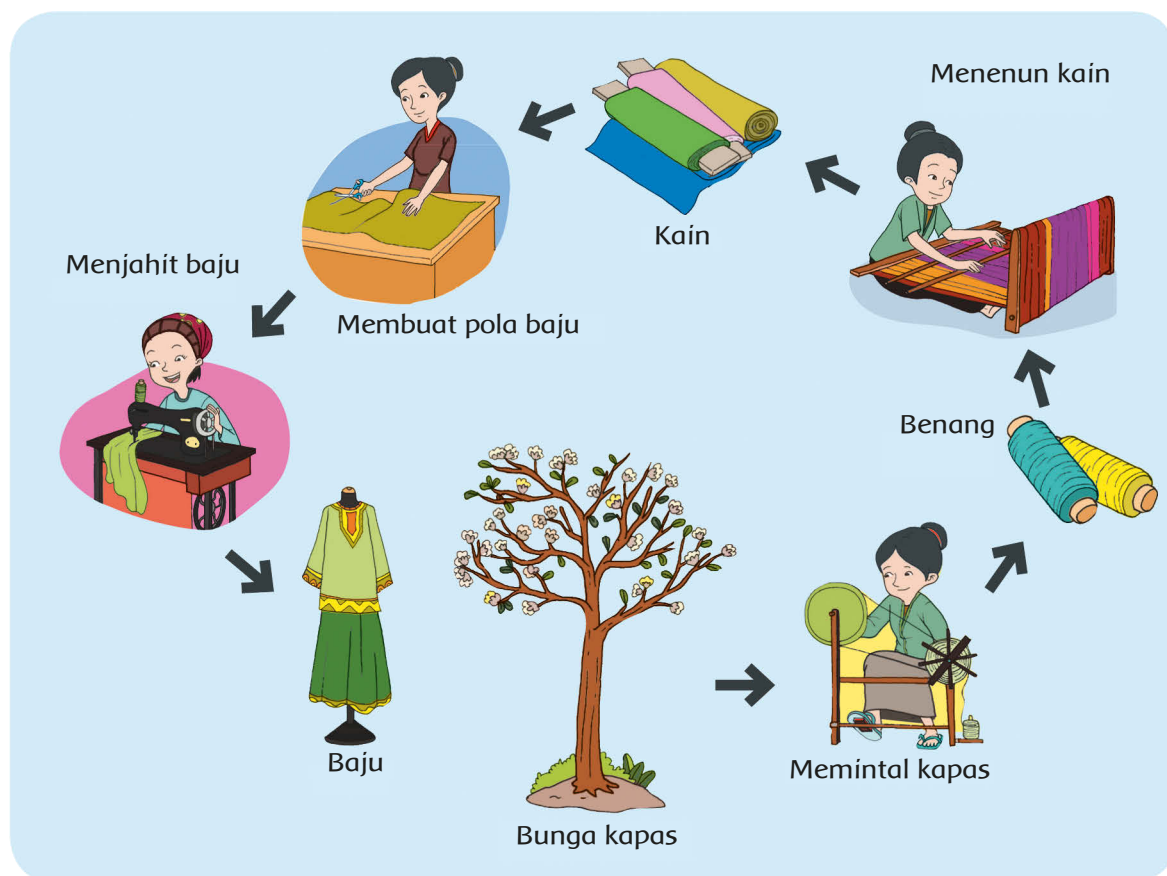 Menenun kain
Kain
Menjahit baju
Membuat pola baju
Benang
Baju
Memintal kapas
Bunga kapas